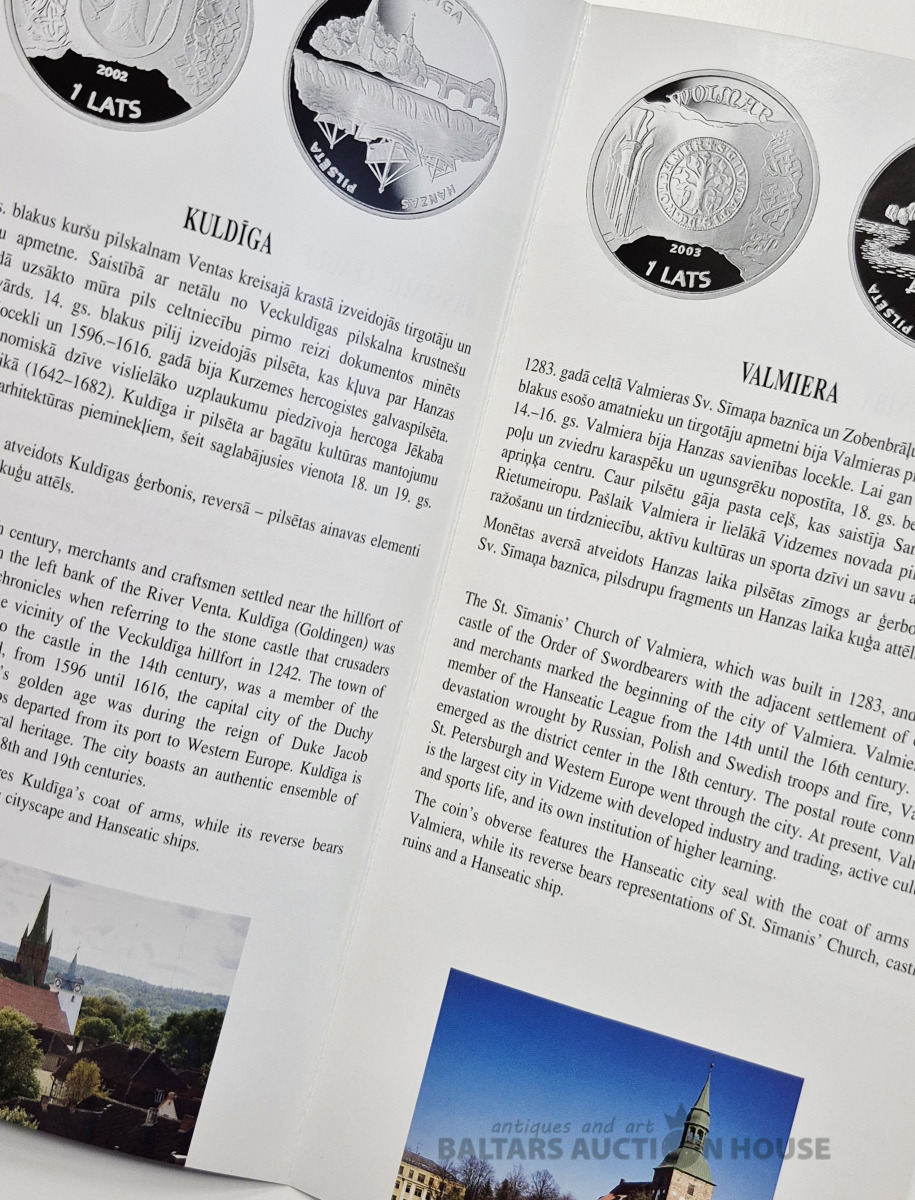 2002
1 LATS
PILSĒTA
HANZAS
KULDĪGA
s. blakus kuršu pilskalnam Ventas kreisajā krastā izveidojās tirgotāju un
u apmetne. Saistībā ar netālu no Veckuldīgas pilskalna krustnešu
dā uzsākto mūra pils celtniecību pirmo reizi dokumentos minēts
vārds. 14. gs. blakus pilij izveidojās pilsēta, kas kļuva par Hanzas
locekli un 1596.–1616. gadā bija Kurzemes hercogistes galvaspilsēta.
nomiskā dzīve vislielāko uzplaukumu piedzīvoja hercoga Jēkaba
ikā (1642–1682). Kuldīga ir pilsēta ar bagātu kultūras mantojumu
arhitektūras pieminekļiem, šeit saglabājusies vienota 18. un 19. gs.
atveidots Kuldīgas ģerbonis, reversā – pilsētas ainavas elementi
kuģu attēls.
h century, merchants and craftsmen settled near the hillfort of
n the left bank of the River Venta. Kuldīga (Goldingen) was
chronicles when referring to the stone castle that crusaders
e vicinity of the Veckuldīga hillfort in 1242. The town of
o the castle in the 14th century, was a member of the
, from 1596 until 1616, the capital city of the Duchy
's golden age was during the reign of Duke Jacob
s departed from its port to Western Europe. Kuldīga is
ral heritage. The city boasts an authentic ensemble of
8th and 19th centuries.
res Kuldīga's coat of arms, while its reverse bears
cityscape and Hanseatic ships.
WOLMAR
2003
1 LATS
PILSĒTA
VALMIERA
1283. gadā celtā Valmieras Sv. Sīmaņa baznīca un Zobenbrāļu
blakus esošo amatnieku un tirgotāju apmetni bija Valmieras pi
14.–16. gs. Valmiera bija Hanzas savienības locekle. Lai gan
poļu un zviedru karaspēku un ugunsgrēku nopostīta, 18. gs. be
apriņķa centru. Caur pilsētu gāja pasta ceļš, kas saistīja San
Rietumeiropu. Pašlaik Valmiera ir lielākā Vidzemes novada pil
ražošanu un tirdzniecību, aktīvu kultūras un sporta dzīvi un savu a
Monētas aversā atveidots Hanzas laika pilsētas zīmogs ar ģerbo
Sv. Sīmaņa baznīca, pilsdrupu fragments un Hanzas laika kuģa attēl
The St. Sīmanis' Church of Valmiera, which was built in 1283, and
castle of the Order of Swordbearers with the adjacent settlement of c
and merchants marked the beginning of the city of Valmiera. Valmier
member of the Hanseatic League from the 14th until the 16th century.
devastation wrought by Russian, Polish and Swedish troops and fire, Va
emerged as the district center in the 18th century. The postal route conn
St. Petersburgh and Western Europe went through the city. At present, Valm
is the largest city in Vidzeme with developed industry and trading, active cul
and sports life, and its own institution of higher learning.
The coin's obverse features the Hanseatic city seal with the coat of arms
Valmiera, while its reverse bears representations of St. Sīmanis' Church, castl
ruins and a Hanseatic ship.
antiques and art
BALTARS AUCTION HOUSE